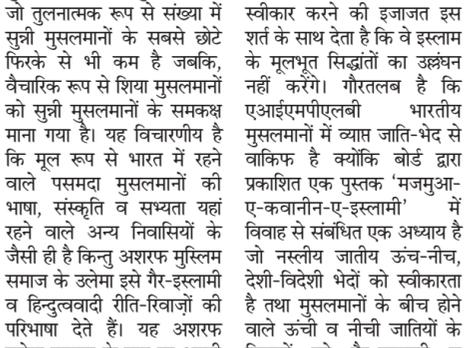 जो तुलनात्मक रूप से संख्या में
सुन्नी मुसलमानों के सबसे छोटे
फिरके से भी कम है जबकि,
वैचारिक रूप से शिया मुसलमानों
को सुन्नी मुसलमानों के समकक्ष
माना गया है। यह विचारणीय है
कि मूल रूप से भारत में रहने
वाले पसमदा मुसलमानों की
भाषा, संस्कृति व सभ्यता यहां
रहने वाले अन्य निवासियों के
जैसी ही है किन्तु अशरफ मुस्लिम
समाज के उलेमा इसे गैर-इस्लामी
व हिन्दुत्ववादी रीति-रिवाज़ों की
परिभाषा देते हैं। यह अशरफ
स्वीकार करने की इजाजत इस
शर्त के साथ देता है कि वे इस्लाम
के मूलभूत सिद्धांतों का उल्लंघन
नहीं करेंगे। गौरतलब है कि
एआईएमपीएलबी भारतीय
मुसलमानों में व्याप्त जाति-भेद से
वाकिफ है क्योंकि बोर्ड द्वारा
प्रकाशित एक पुस्तक 'मजमुआ-
ए-कवानीन-ए-इस्लामी' में
विवाह से संबंधित एक अध्याय है
जो नस्लीय जातीय ऊंच-नीच,
देशी-विदेशी भेदों को स्वीकारता
है तथा मुसलमानों के बीच होने
वाले ऊंची व नीची जातियों के